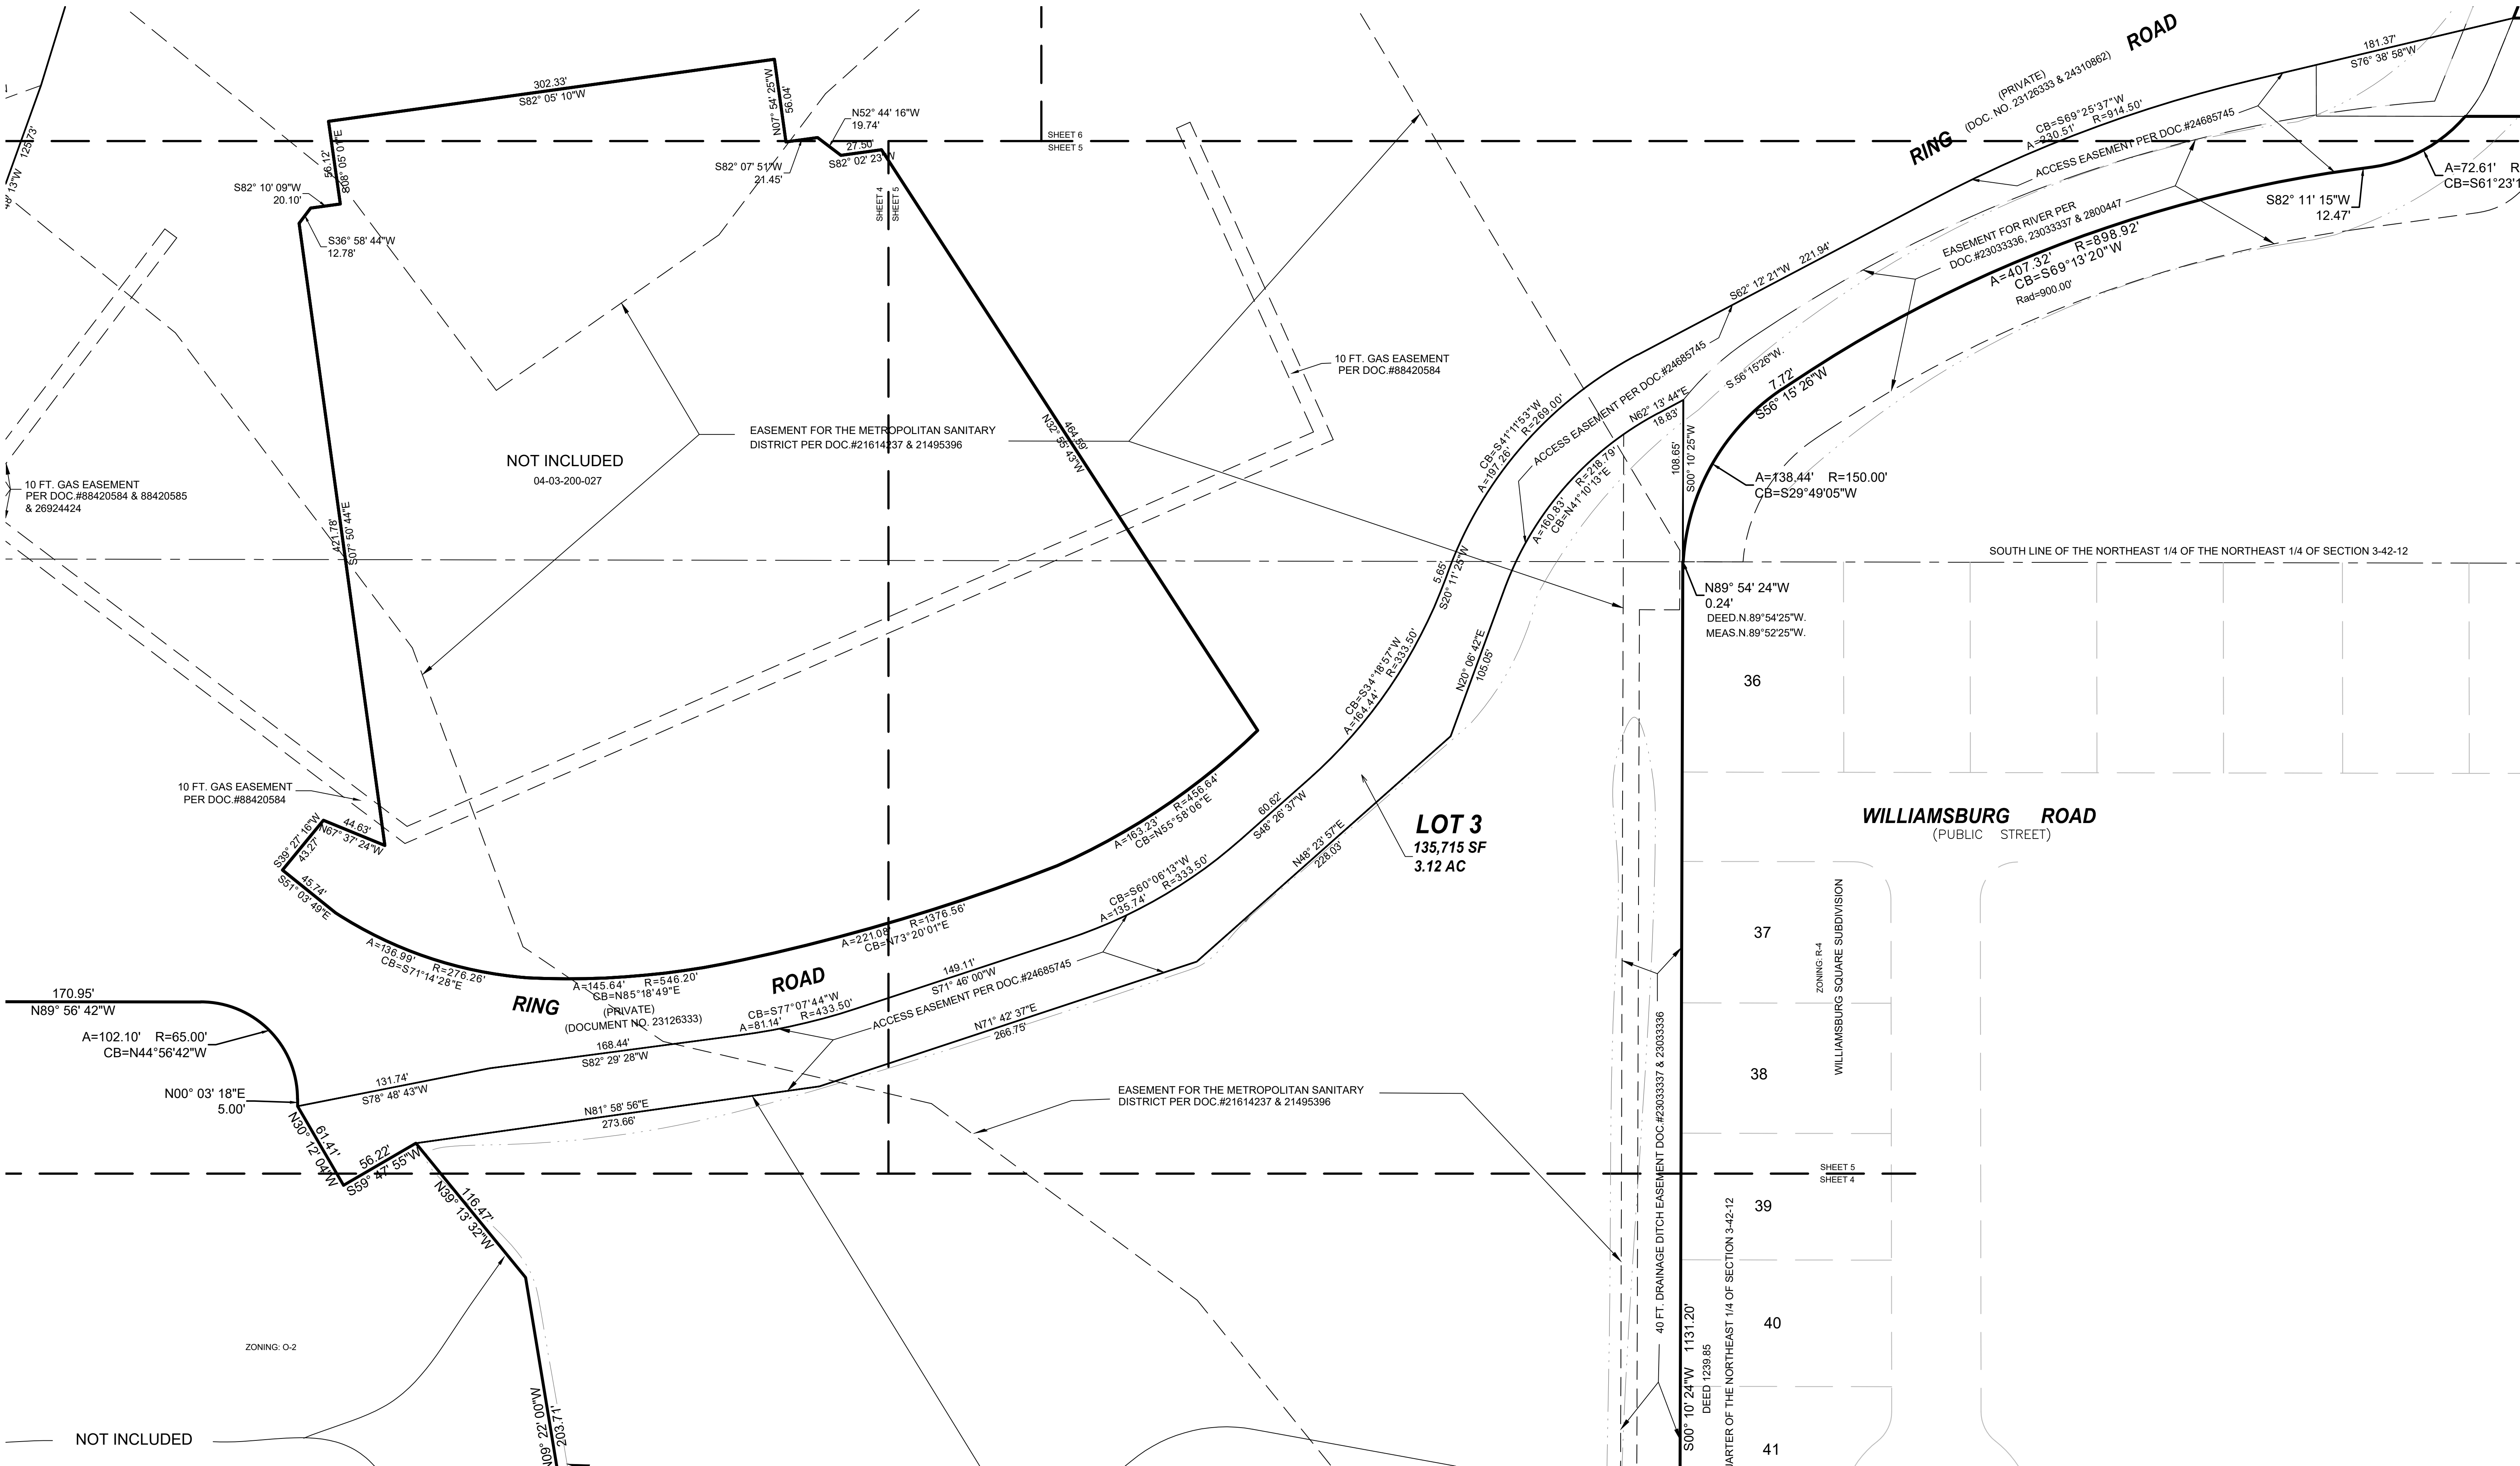 ROAD
RING
(PRIVATE)
(DOC. NO. 23126333 & 24310862)
181.37'
S76° 38' 58"W
302.33'
S82° 05' 10"W
N07° 54' 25"W
56.04'
N52° 44' 16"W
19.74'
27.50'
S82° 02' 23"W
S82° 07' 51"W
21.45'
SHEET 6
SHEET 5
SHEET 4
SHEET 5
125.73'
56.12'
S08° 05' 01"E
S82° 10' 09"W
20.10'
S36° 58' 44"W
12.78'
CB=S69°25'37"W
A=230.51' R=914.50'
ACCESS EASEMENT PER DOC.#24685745
A=72.61'
S82° 11' 15"W
12.47'
EASEMENT FOR RIVER PER
DOC.#23033336, 23033337 & 2800447
A=407.32' R=898.92'
CB=S69°13'20"W
Rad=900.00'
S62° 12' 21"W 221.94'
10 FT. GAS EASEMENT
PER DOC.#88420584
EASEMENT FOR THE METROPOLITAN SANITARY
DISTRICT PER DOC.#21614237 & 21495396
464.59'
N32° 55' 43"W
NOT INCLUDED
04-03-200-027
10 FT. GAS EASEMENT
PER DOC.#88420584 & 88420585
& 26924424
421.78'
S07° 50' 44"E
CB=S41°11'53"W
A=197.26' R=269.00'
ACCESS EASEMENT PER DOC.#24685745
N62° 13' 44"E
18.83'
S.56°15'26"W.
7.72'
S56° 15' 26"W
A=160.83' R=218.79'
CB=N41°10'13"E
108.65'
S00° 10' 25"W
A=138.44' R=150.00'
CB=S29°49'05"W
SOUTH LINE OF THE NORTHEAST 1/4 OF THE NORTHEAST 1/4 OF SECTION 3-42-12
N89° 54' 24"W
0.24'
DEED.N.89°54'25"W.
MEAS.N.89°52'25"W.
5.65'
S20° 11' 25"W
N20° 06' 42"E
105.05'
CB=S34°18'57"W
A=164.44' R=333.50'
36
10 FT. GAS EASEMENT
PER DOC.#88420584
44.63'
N67° 37' 24"W
S39° 27' 16"W
43.27'
45.74'
S51° 03' 49"E
A=163.23' R=456.64'
CB=N55°58'06"E
60.62'
S48° 26' 37"W
N48° 23' 57"E
228.03'
LOT 3
135,715 SF
3.12 AC
WILLIAMSBURG ROAD
(PUBLIC STREET)
CB=S60°06'13"W
A=135.74' R=333.50'
A=221.08' R=1376.56'
CB=N73°20'01"E
A=136.99' R=276.26'
CB=S71°14'28"E
A=145.64' R=546.20'
CB=N85°18'49"E
RING ROAD
(PRIVATE)
(DOCUMENT NO. 23126333)
CB=S77°07'44"W
A=81.14' R=433.50'
149.11'
S71° 46' 00"W
ACCESS EASEMENT PER DOC.#24685745
N71° 42' 37"E
266.75'
37
ZONING: R-4
WILLIAMSBURG SQUARE SUBDIVISION
170.95'
N89° 56' 42"W
A=102.10' R=65.00'
CB=N44°56'42"W
N00° 03' 18"E
5.00'
131.74'
S78° 48' 43"W
168.44'
S82° 29' 28"W
N81° 58' 56"E
273.66'
38
EASEMENT FOR THE METROPOLITAN SANITARY
DISTRICT PER DOC.#21614237 & 21495396
61.41'
N30° 12' 04"W
56.22'
S59° 47' 55"W
116.47'
N39° 13' 32"W
SHEET 5
SHEET 4
39
40 FT. DRAINAGE DITCH EASEMENT DOC.#23033337 & 23033336
40
ZONING: O-2
S00° 10' 24"W 1131.20'
DEED 1239.85
OF THE NORTHEAST 1/4 OF SECTION 3-42-12
N09° 22' 00"W
203.71'
NOT INCLUDED
41